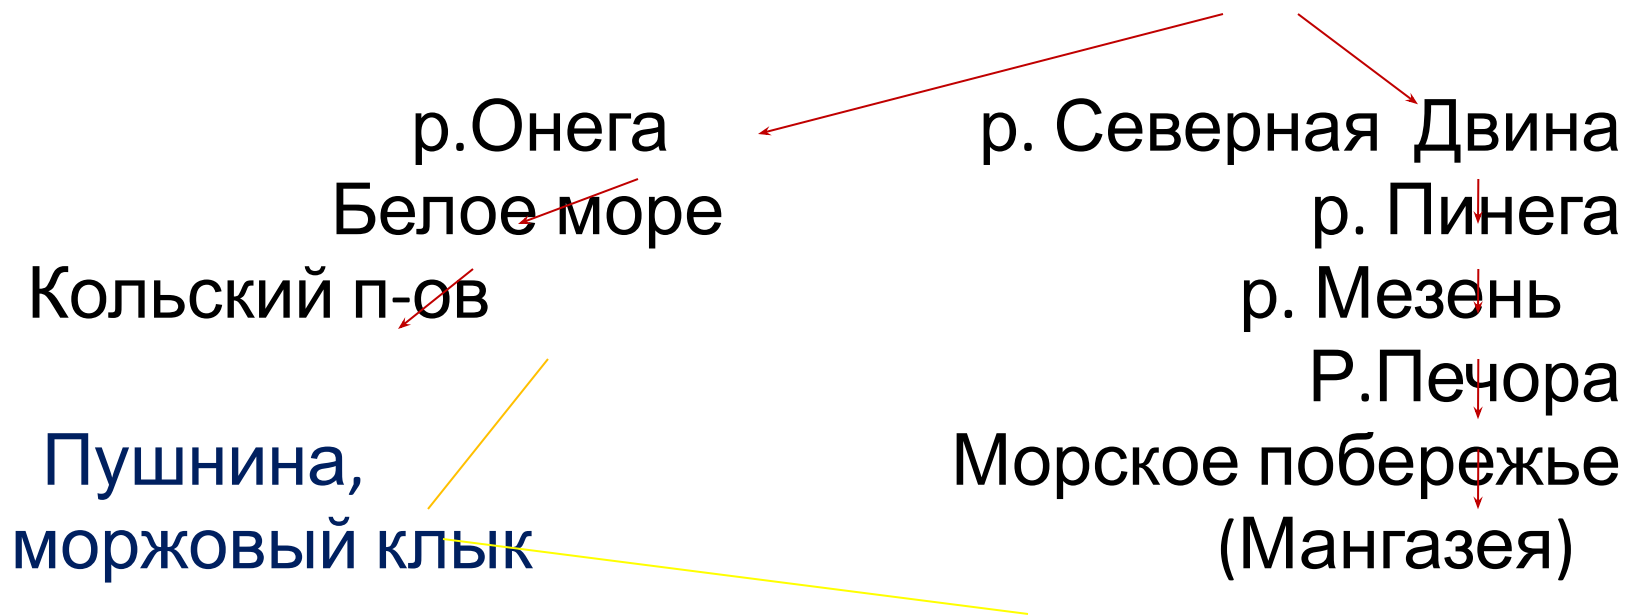 р.Онега р. Северная Двина
Белое море р. Пинега
Кольский п-ов р. Мезень
Р.Печора
Пушнина, Морское побережье
моржовый клык (Мангазея)